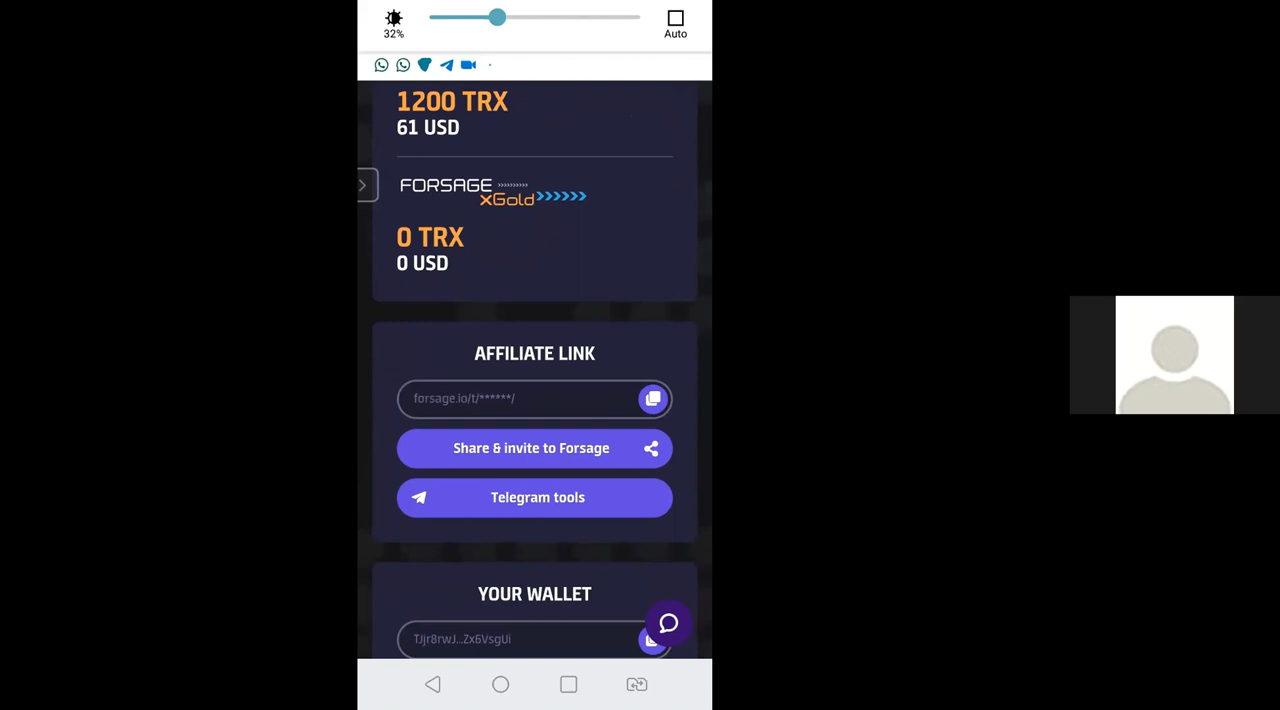 32%
Auto
1200 TRX
61 USD
FORSAGE
xGold
0 TRX
0 USD
AFFILIATE LINK
forsage.io/t/******/
Share & invite to Forsage
Telegram tools
YOUR WALLET
TJjr8rwJ...Zx6VsgUi